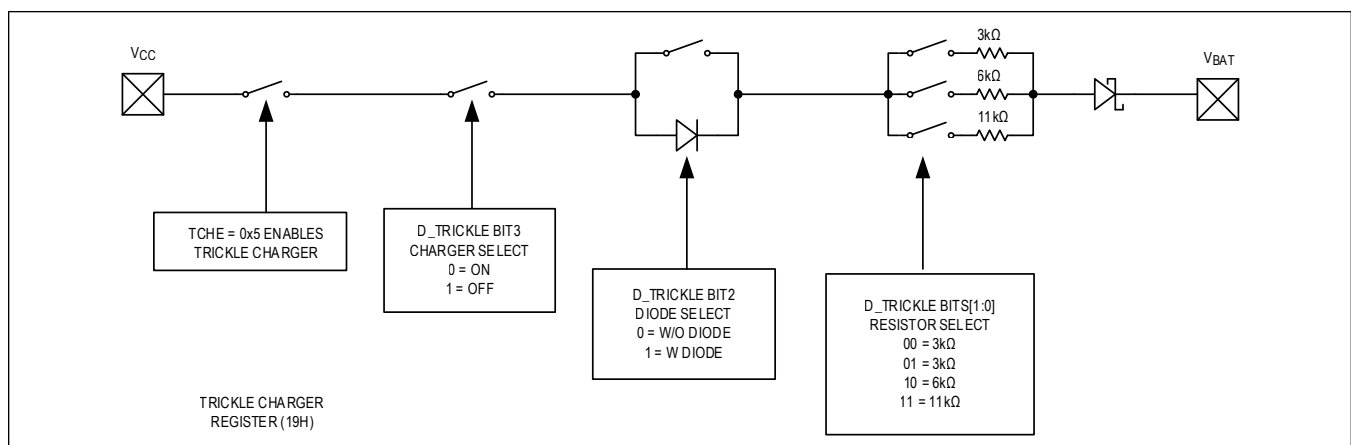 VCC
3kΩ
6kΩ
11kΩ
VBAT
TCHE = 0x5 ENABLES
TRICKLE CHARGER
D_TRICKLE BIT3
CHARGER SELECT
0 = ON
1 = OFF
D_TRICKLE BIT2
DIODE SELECT
0 = W/O DIODE
1 = W DIODE
D_TRICKLE BITS[1:0]
RESISTOR SELECT
00 = 3kΩ
01 = 3kΩ
10 = 6kΩ
11 = 11kΩ
TRICKLE CHARGER
REGISTER (19H)